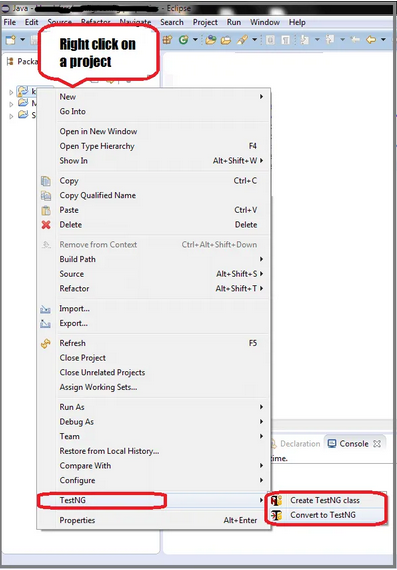 Java -
- Eclipse
File Edit Source Refactor Navigate Search Project Run Window Help
Right click on
a project
Packa
k
M
S
New
Go Into
Open in New Window
Open Type Hierarchy F4
Show In Alt+Shift+W
Copy Ctrl+C
Copy Qualified Name
Paste Ctrl+V
Delete Delete
Remove from Context Ctrl+Alt+Shift+Down
Build Path
Source Alt+Shift+S
Refactor Alt+Shift+T
Import...
Export...
Refresh F5
Close Project
Close Unrelated Projects
Assign Working Sets...
Run As
Debug As
Team
Restore from Local History...
Compare With
Configure
TestNG
Properties Alt+Enter
Declaration Console
time.
Create TestNG class
Convert to TestNG